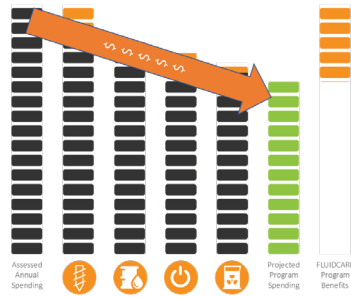 $ $ $ $ $
Assessed
Annual
Spending
Projected
Program
Spending
FLUIDCARE
Program
Benefits